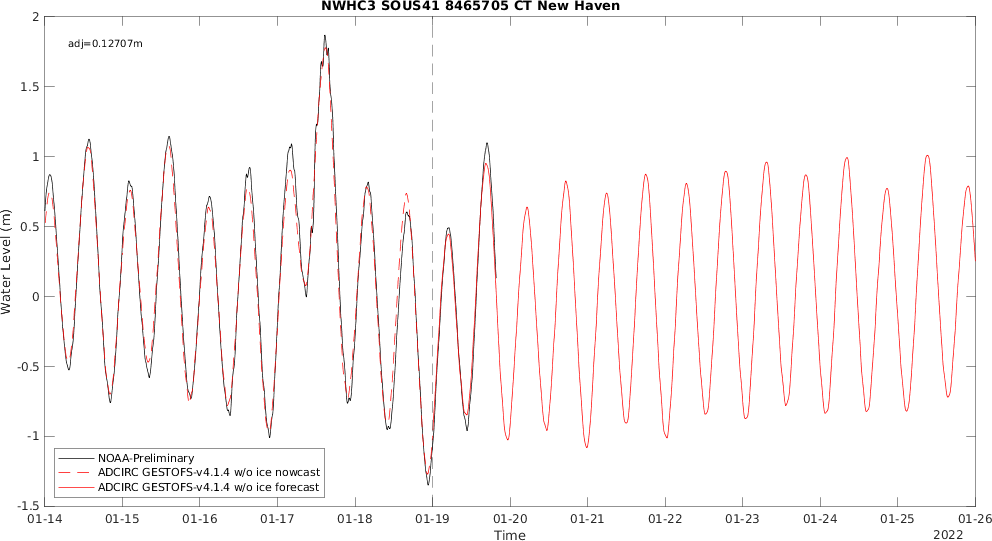 NWHC3 SOUS41 8465705 CT New Haven
adj=0.12707m
2
1.5
1
0.5
0
-0.5
-1
-1.5
Water Level (m)
NOAA-Preliminary
ADCIRC GESTOFS-v4.1.4 w/o ice nowcast
ADCIRC GESTOFS-v4.1.4 w/o ice forecast
01-14 01-15 01-16 01-17 01-18 01-19 01-20 01-21 01-22 01-23 01-24 01-25 01-26
Time
2022